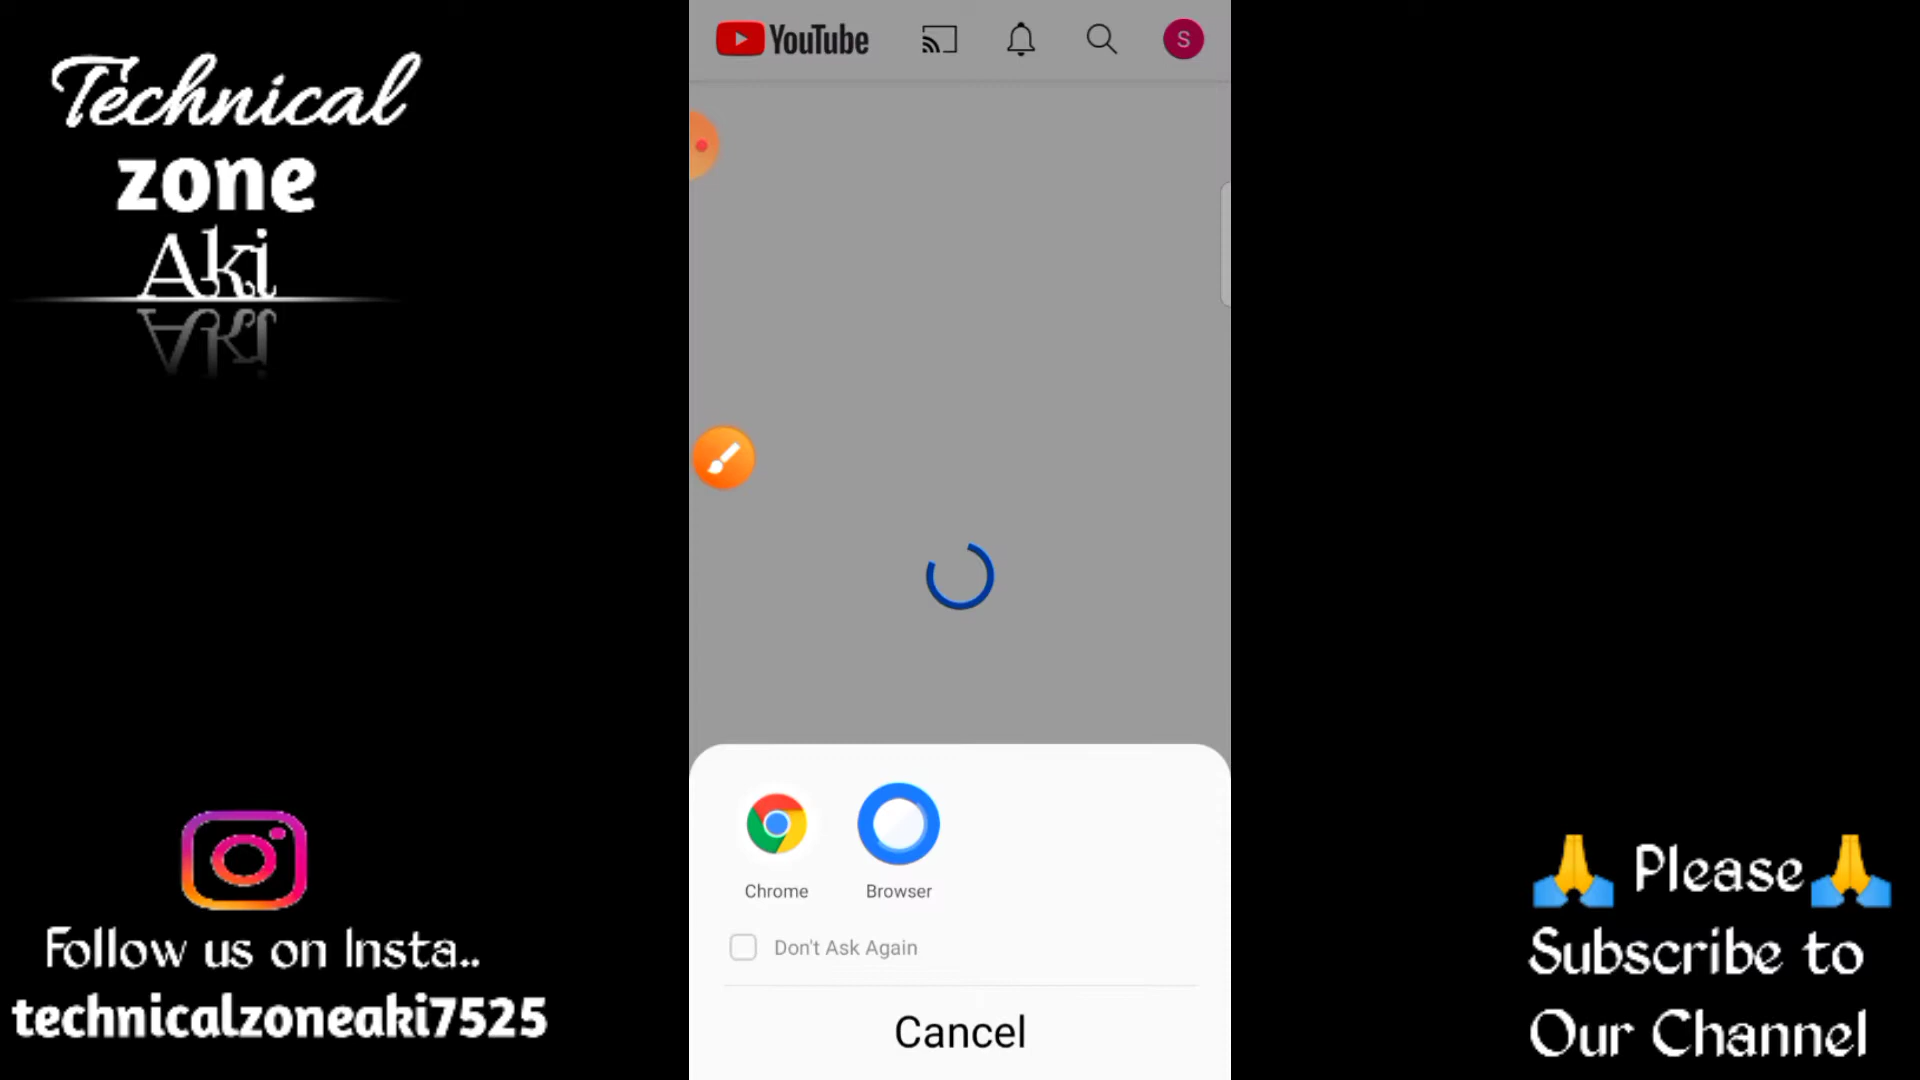 Technical
zone
Aki
YouTube
S
Chrome
Browser
Don't Ask Again
Cancel
Follow us on Insta..
technicalzoneaki7525
Please
Subscribe to
Our Channel